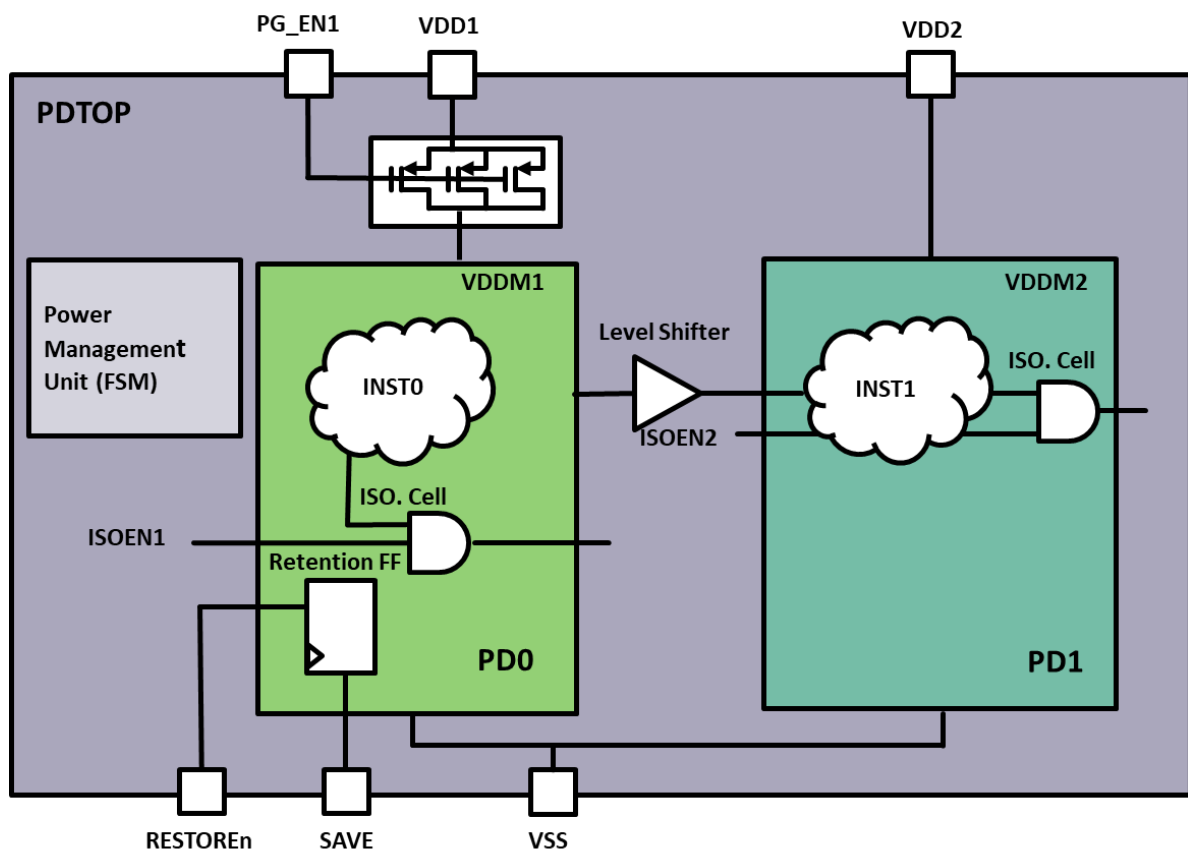 PG_EN1
VDD1
VDD2
PDTOP
VDDM1
VDDM2
Power
Management
Unit (FSM)
Level Shifter
ISO. Cell
INST0
INST1
ISOEN2
ISO. Cell
ISOEN1
Retention FF
PD0
PD1
RESTOREn
SAVE
VSS